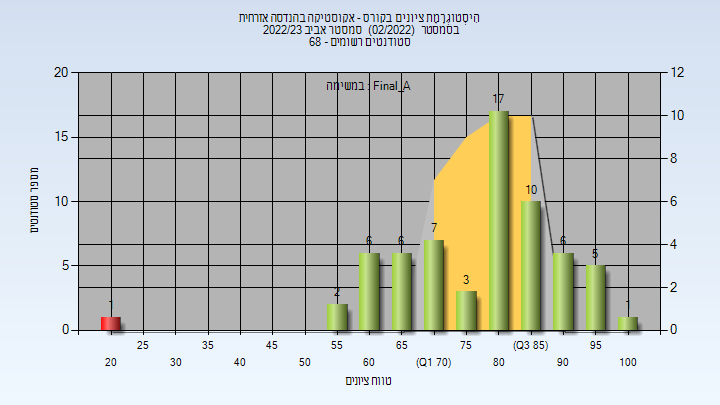 היסטוגרמת ציונים בקורס - אקוסטיקה בהנדסה אזרחית
בסמסטר (02/2022) סמסטר אביב 2022/23
סטודנטים רשומים - 68
במשימה : Final_A
מספר סטודנטים
20
15
10
5
0
12
10
8
6
4
2
0
1
2
6
6
7
3
17
10
6
5
1
25 35 45 55 65 75 (Q3 85) 95
20 30 40 50 60 (Q1 70) 80 90 100
טווח ציונים